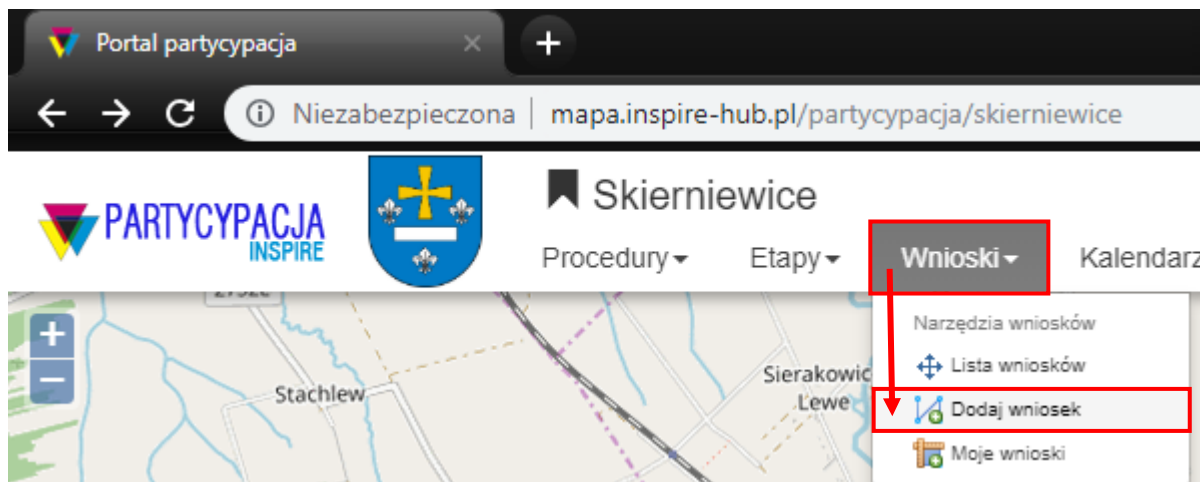 Portal partycypacja
Niezabezpieczona | mapa.inspire-hub.pl/partycypacja/skierniewice
PARTYCYPACJA
INSPIRE
Skierniewice
Procedury Etapy Wnioski Kalendarz
Narzędzia wniosków
Lista wniosków
Dodaj wniosek
Moje wnioski
Stachlew
Sierakowic
Lewe